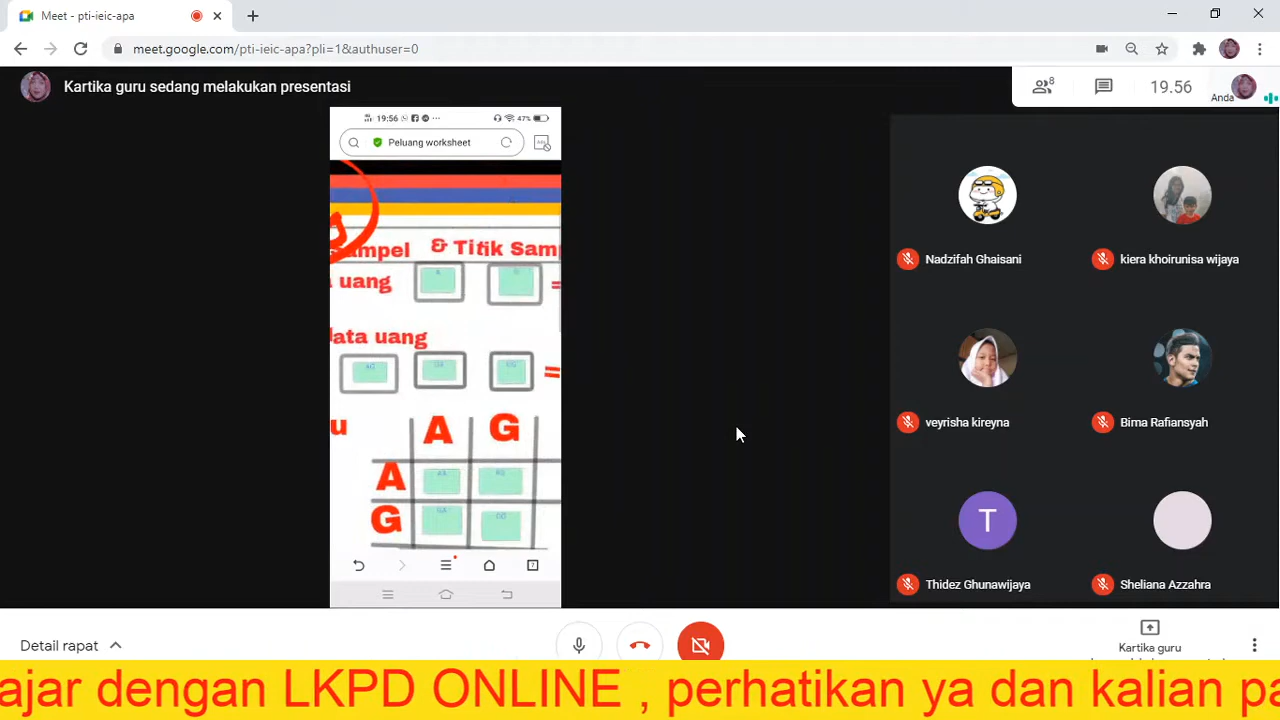 Meet - pti-ieic-apa
meet.google.com/pti-ieic-apa?pli=1&authuser=0
Kartika guru sedang melakukan presentasi
8
19.56
Anda
19:56
47%
Peluang worksheet
ampel & Titik Samp
uang
=
ata uang
=
u A G
A
G
Nadzifah Ghaisani
kiera khoirunisa wijaya
veyrisha kireyna
Bima Rafiansyah
T
Thidez Ghunawijaya
Sheliana Azzahra
Detail rapat
Kartika guru
ajar dengan LKPD ONLINE , perhatikan ya dan kalian pa